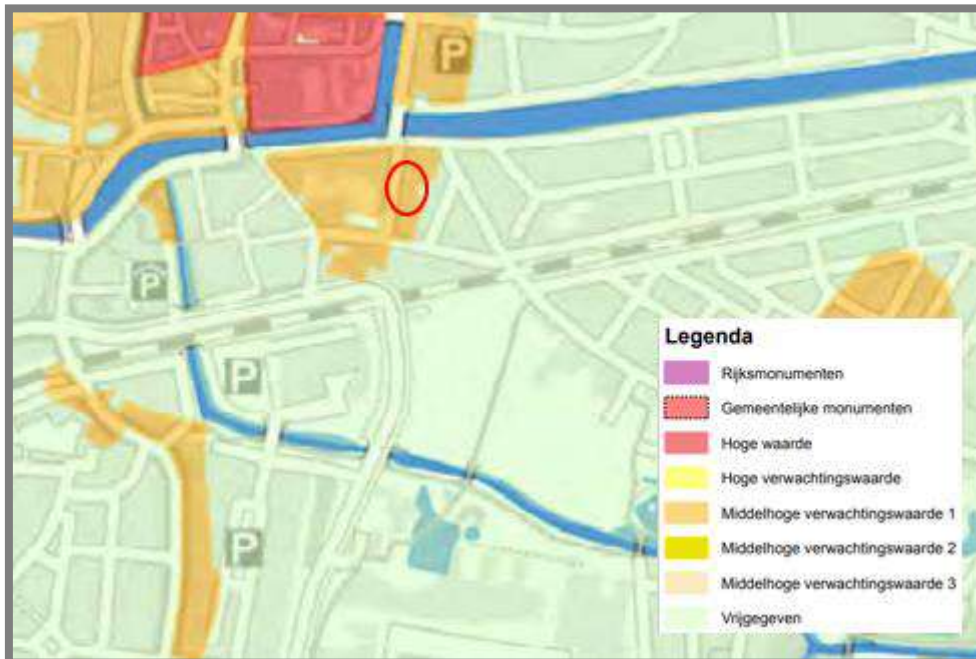 P
P
P
P
Legenda
Rijksmonumenten
Gemeentelijke monumenten
Hoge waarde
Hoge verwachtingswaarde
Middelhoge verwachtingswaarde 1
Middelhoge verwachtingswaarde 2
Middelhoge verwachtingswaarde 3
Vrijgegeven